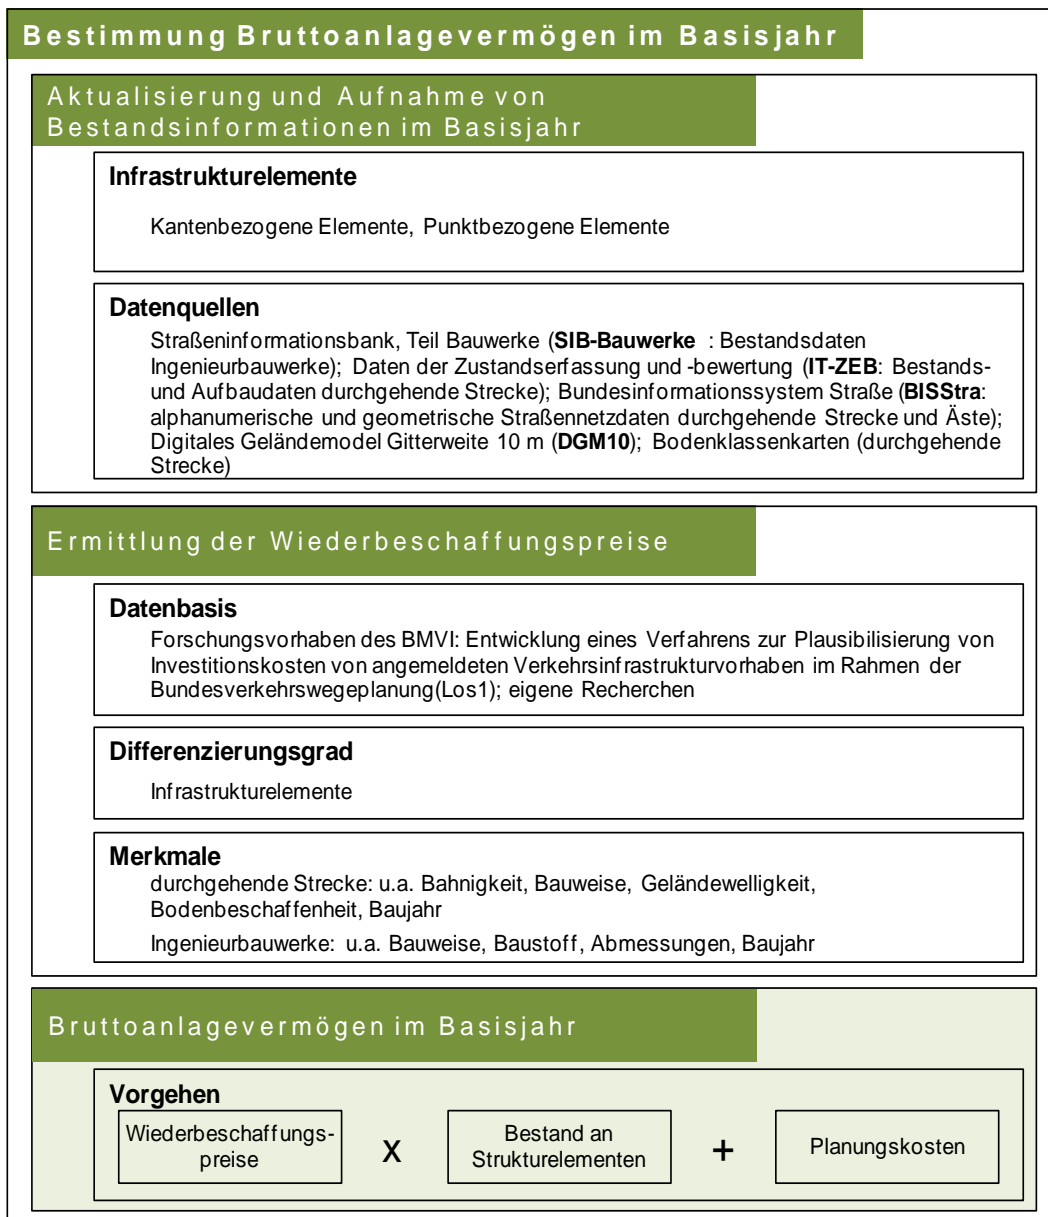 Bestimmung Bruttoanlagevermögen im Basisjahr
Aktualisierung und Aufnahme von
Bestandsinformationen im Basisjahr
Infrastrukturelemente
Kantenbezogene Elemente, Punktbezogene Elemente
Datenquellen
Straßeninformationsbank, Teil Bauwerke (SIB-Bauwerke : Bestandsdaten
Ingenieurbauwerke); Daten der Zustandserfassung und -bewertung (IT-ZEB: Bestands-
und Aufbaudaten durchgehende Strecke); Bundesinformationssystem Straße (BISStra:
alphanumerische und geometrische Straßennetzdaten durchgehende Strecke und Äste);
Digitales Geländemodel Gitterweite 10 m (DGM10); Bodenklassenkarten (durchgehende
Strecke)
Ermittlung der Wiederbeschaffungspreise
Datenbasis
Forschungsvorhaben des BMVI: Entwicklung eines Verfahrens zur Plausibilisierung von
Investitionskosten von angemeldeten Verkehrsinfrastrukturvorhaben im Rahmen der
Bundesverkehrswegeplanung(Los1); eigene Recherchen
Differenzierungsgrad
Infrastrukturelemente
Merkmale
durchgehende Strecke: u.a. Bahnigkeit, Bauweise, Geländewelligkeit,
Bodenbeschaffenheit, Baujahr
Ingenieurbauwerke: u.a. Bauweise, Baustoff, Abmessungen, Baujahr
Bruttoanlagevermögen im Basisjahr
Vorgehen
Wiederbeschaffungs-
preise
X
Bestand an
Strukturelementen
+
Planungskosten